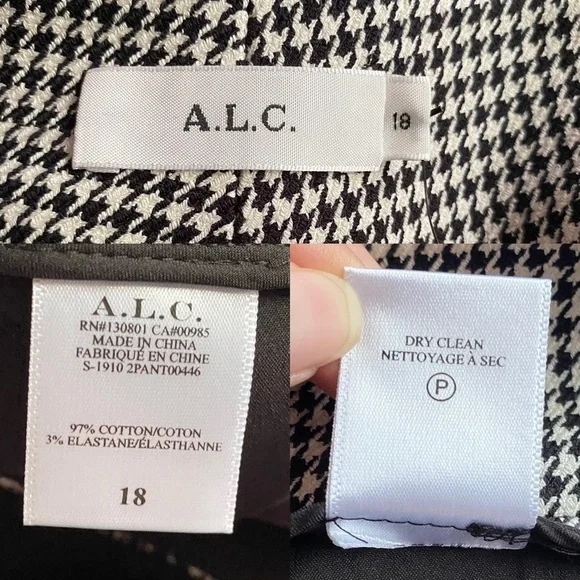 A.L.C.
18
A.L.C.
RN#130801 CA#00985
MADE IN CHINA
FABRIQUÉ EN CHINE
S-1910 2PANT00446
97% COTTON/COTON
3% ELASTANE/ÉLASTHANNE
18
DRY CLEAN
NETTOYAGE À SEC
P